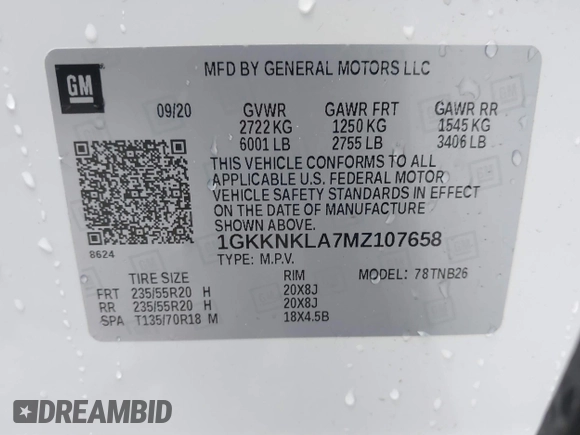 GM
MFD BY GENERAL MOTORS LLC
09/20 GVWR GAWR FRT GAWR RR
2722 KG 1250 KG 1545 KG
6001 LB 2755 LB 3406 LB
THIS VEHICLE CONFORMS TO ALL
APPLICABLE U.S. FEDERAL MOTOR
VEHICLE SAFETY STANDARDS IN EFFECT
ON THE DATE OF MANUFACTURE
SHOWN ABOVE.
8624
1GKKNKLA7MZ107658
TYPE: M.P.V. MODEL: 78TNB26
TIRE SIZE RIM
FRT 235/55R20 H 20X8J
RR 235/55R20 H 20X8J
SPA T135/70R18 M 18X4.5B
DREAMBID